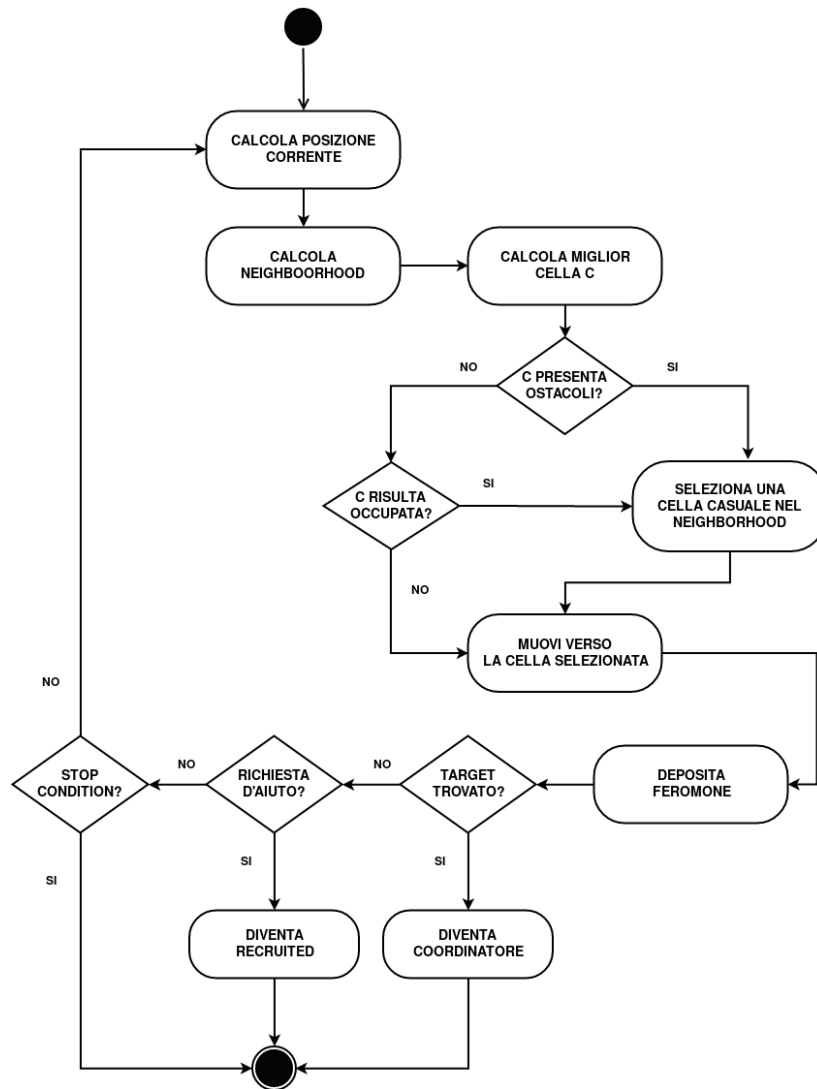 CALCOLA POSIZIONE
CORRENTE
CALCOLA
NEIGHBOORHOOD
CALCOLA MIGLIOR
CELLA C
C PRESENTA
OSTACOLI?
NO
SI
C RISULTA
OCCUPATA?
SI
NO
SELEZIONA UNA
CELLA CASUALE NEL
NEIGHBORHOOD
MUOVI VERSO
LA CELLA SELEZIONATA
DEPOSITA
FEROMONE
TARGET
TROVATO?
NO
SI
RICHIESTA
D'AIUTO?
NO
SI
STOP
CONDITION?
NO
SI
DIVENTA
RECRUITED
DIVENTA
COORDINATORE